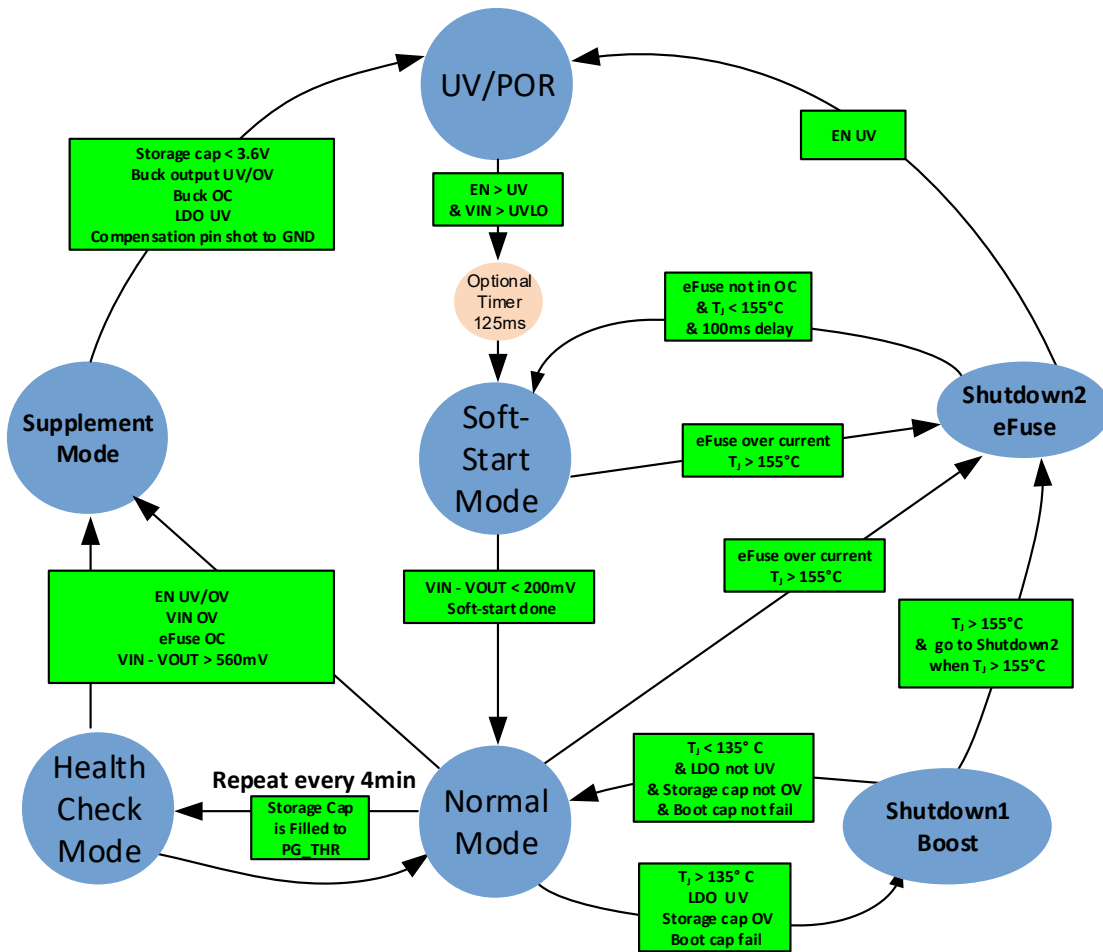 UV/POR
EN UV
Storage cap < 3.6V
Buck output UV/OV
Buck OC
LDO UV
Compensation pin shot to GND
EN > UV
& VIN > UVLO
Optional
Timer
125ms
eFuse not in OC
& TJ < 155°C
& 100ms delay
Shutdown2
eFuse
Supplement
Mode
Soft-
Start
Mode
eFuse over current
TJ > 155°C
eFuse over current
TJ > 155°C
VIN - VOUT < 200mV
Soft-start done
EN UV/OV
VIN OV
eFuse OC
VIN - VOUT > 560mV
TJ > 155°C
& go to Shutdown2
when TJ > 155°C
Health
Check
Mode
Repeat every 4min
Storage Cap
is Filled to
PG_THR
Normal
Mode
TJ < 135° C
& LDO not UV
& Storage cap not OV
& Boot cap not fail
Shutdown1
Boost
TJ > 135° C
LDO UV
Storage cap OV
Boot cap fail